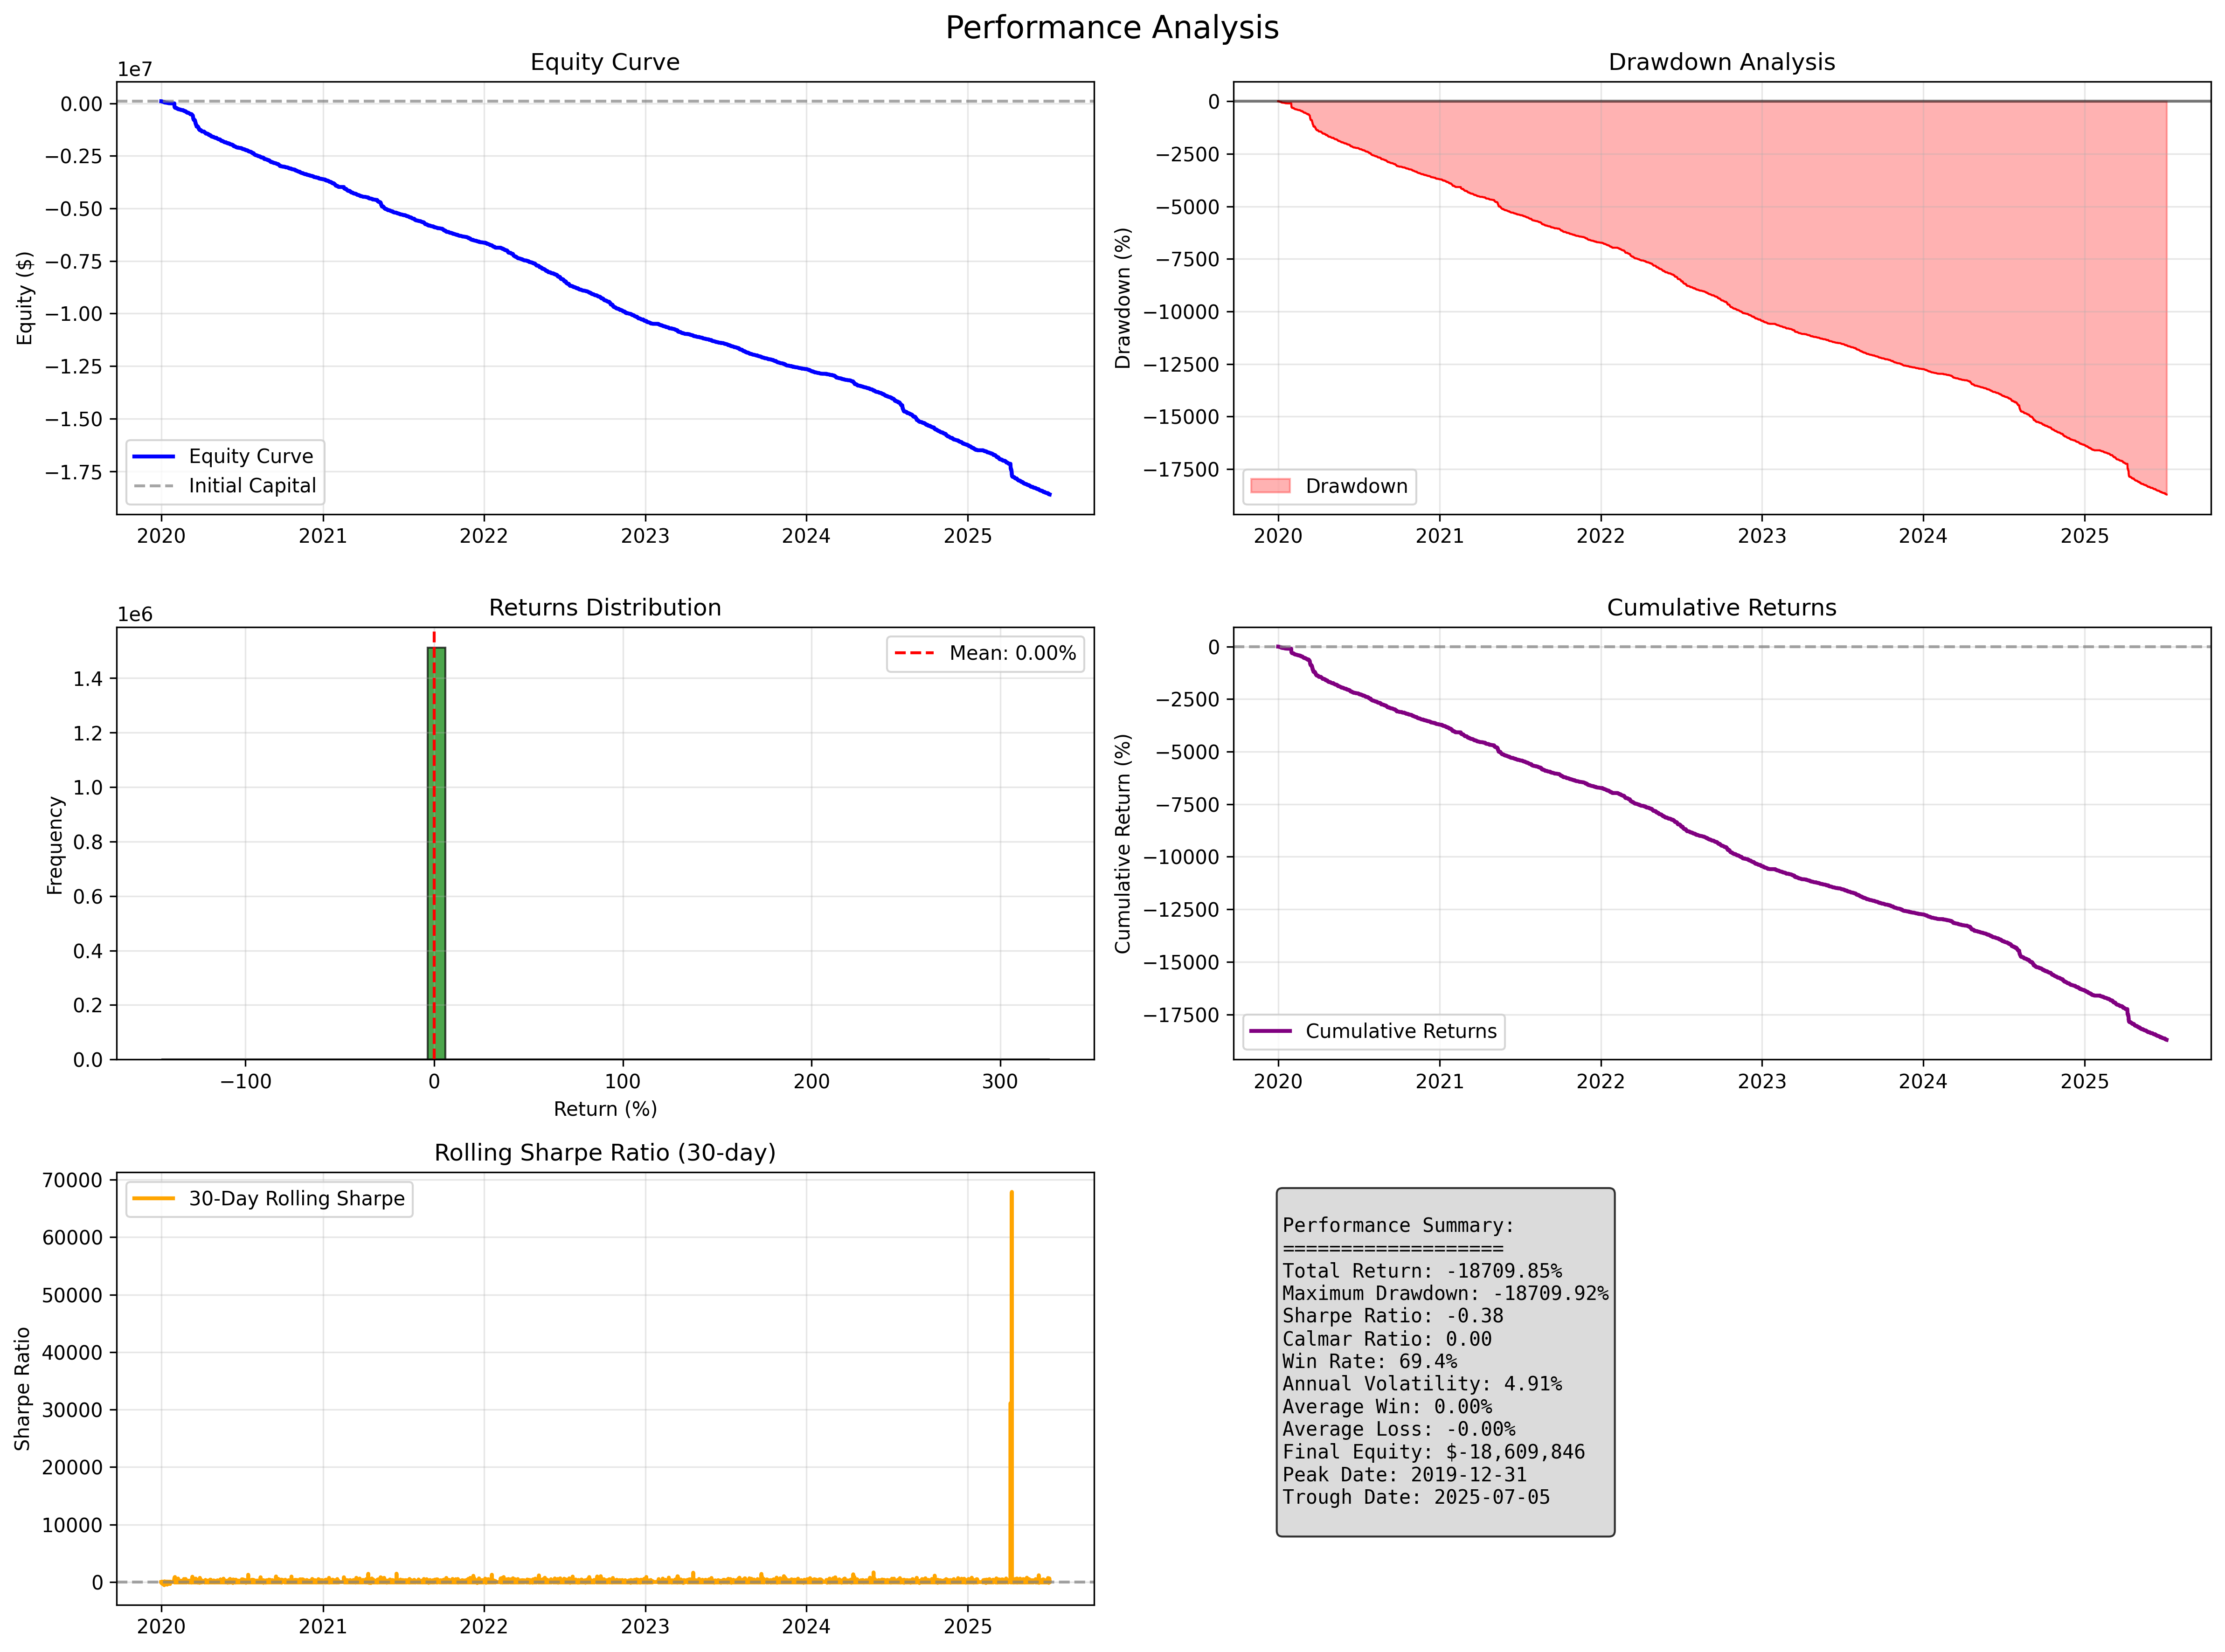 Performance Analysis
Equity Curve
1e7
0.00
−0.25
−0.50
−0.75
−1.00
−1.25
−1.50
−1.75
Equity ($)
Equity Curve
Initial Capital
2020 2021 2022 2023 2024 2025
Drawdown Analysis
0
−2500
−5000
−7500
−10000
−12500
−15000
−17500
Drawdown (%)
Drawdown
2020 2021 2022 2023 2024 2025
Returns Distribution
1e6
Mean: 0.00%
1.4
1.2
1.0
0.8
0.6
0.4
0.2
0.0
Frequency
−100 0 100 200 300
Return (%)
Cumulative Returns
0
−2500
−5000
−7500
−10000
−12500
−15000
−17500
Cumulative Return (%)
Cumulative Returns
2020 2021 2022 2023 2024 2025
Rolling Sharpe Ratio (30-day)
30-Day Rolling Sharpe
70000
60000
50000
40000
30000
20000
10000
0
Sharpe Ratio
2020 2021 2022 2023 2024 2025
Performance Summary:
===================
Total Return: -18709.85%
Maximum Drawdown: -18709.92%
Sharpe Ratio: -0.38
Calmar Ratio: 0.00
Win Rate: 69.4%
Annual Volatility: 4.91%
Average Win: 0.00%
Average Loss: -0.00%
Final Equity: $-18,609,846
Peak Date: 2019-12-31
Trough Date: 2025-07-05